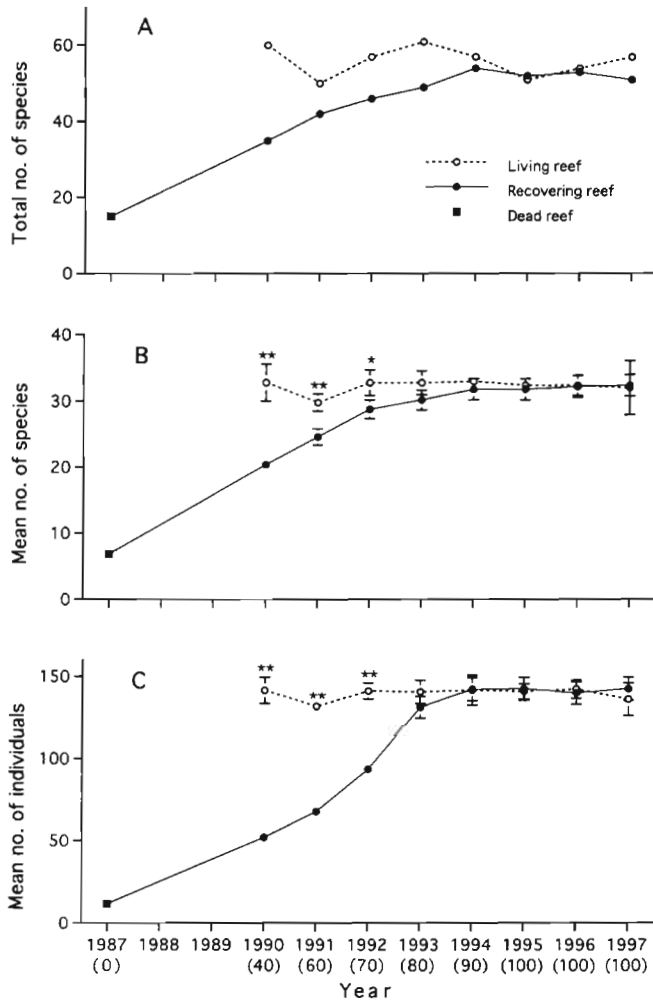 A
Total no. of species
60
40
20
0
Living reef
Recovering reef
Dead reef
B
Mean no. of species
40
30
20
10
0
★★
★★
★
C
Mean no. of individuals
150
100
50
0
★★
★★
★★
1987 1988 1989 1990 1991 1992 1993 1994 1995 1996 1997
(0) (40) (60) (70) (80) (90) (100) (100) (100)
Year